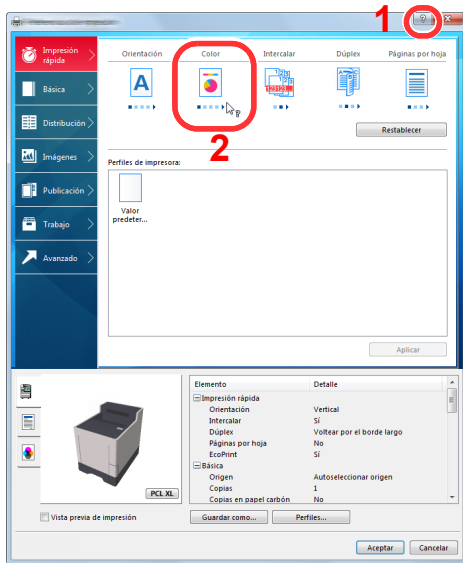 1
?
Impresión
rápida
Básica
Distribución
Imágenes
Publicación
Trabajo
Avanzado
Orientación Color Intercalar Dúplex Páginas por hoja
A
123
123
2
Restablecer
Perfiles de impresora:
Valor
predeter...
Aplicar
Elemento Detalle
Impresión rápida
Orientación Vertical
Intercalar Sí
Dúplex Voltear por el borde largo
Páginas por hoja No
EcoPrint Sí
Básica
Origen Autoseleccionar origen
Copias 1
Copias en papel carbón No
PCL XL
Vista previa de impresión
Guardar como... Perfiles...
Aceptar Cancelar